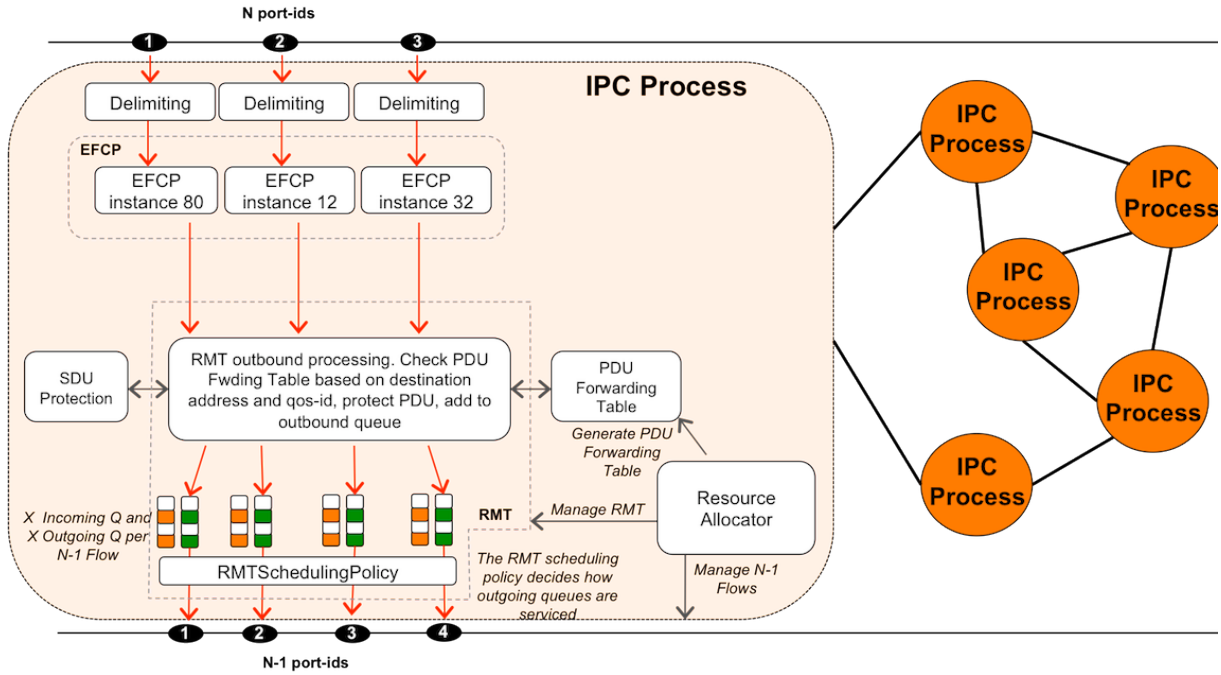 N port-ids
1
2
3
IPC Process
Delimiting
Delimiting
Delimiting
EFCP
EFCP
instance 80
EFCP
instance 12
EFCP
instance 32
SDU
Protection
RMT outbound processing. Check PDU
Fwding Table based on destination
address and qos-id, protect PDU, add to
outbound queue
PDU
Forwarding
Table
Generate PDU
Forwarding
Table
Resource
Allocator
Manage RMT
RMT
X Incoming Q and
X Outgoing Q per
N-1 Flow
RMTSchedulingPolicy
The RMT scheduling
policy decides how
outgoing queues are
serviced
Manage N-1
Flows
1
2
3
4
N-1 port-ids
IPC
Process
IPC
Process
IPC
Process
IPC
Process
IPC
Process